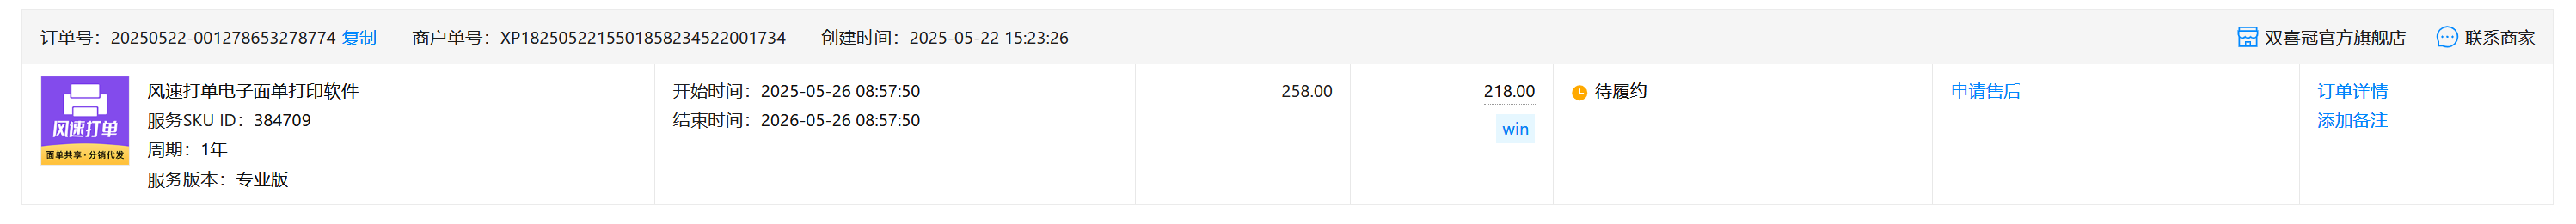 订单号：20250522-001278653278774 复制 商户单号：XP1825052215501858234522001734 创建时间：2025-05-22 15:23:26 双喜冠官方旗舰店 联系商家
风速打单
面单共享·分销代发
风速打单电子面单打印软件
服务SKU ID：384709
周期：1年
服务版本：专业版
开始时间：2025-05-26 08:57:50
结束时间：2026-05-26 08:57:50
258.00
218.00
win
待履约
申请售后
订单详情
添加备注